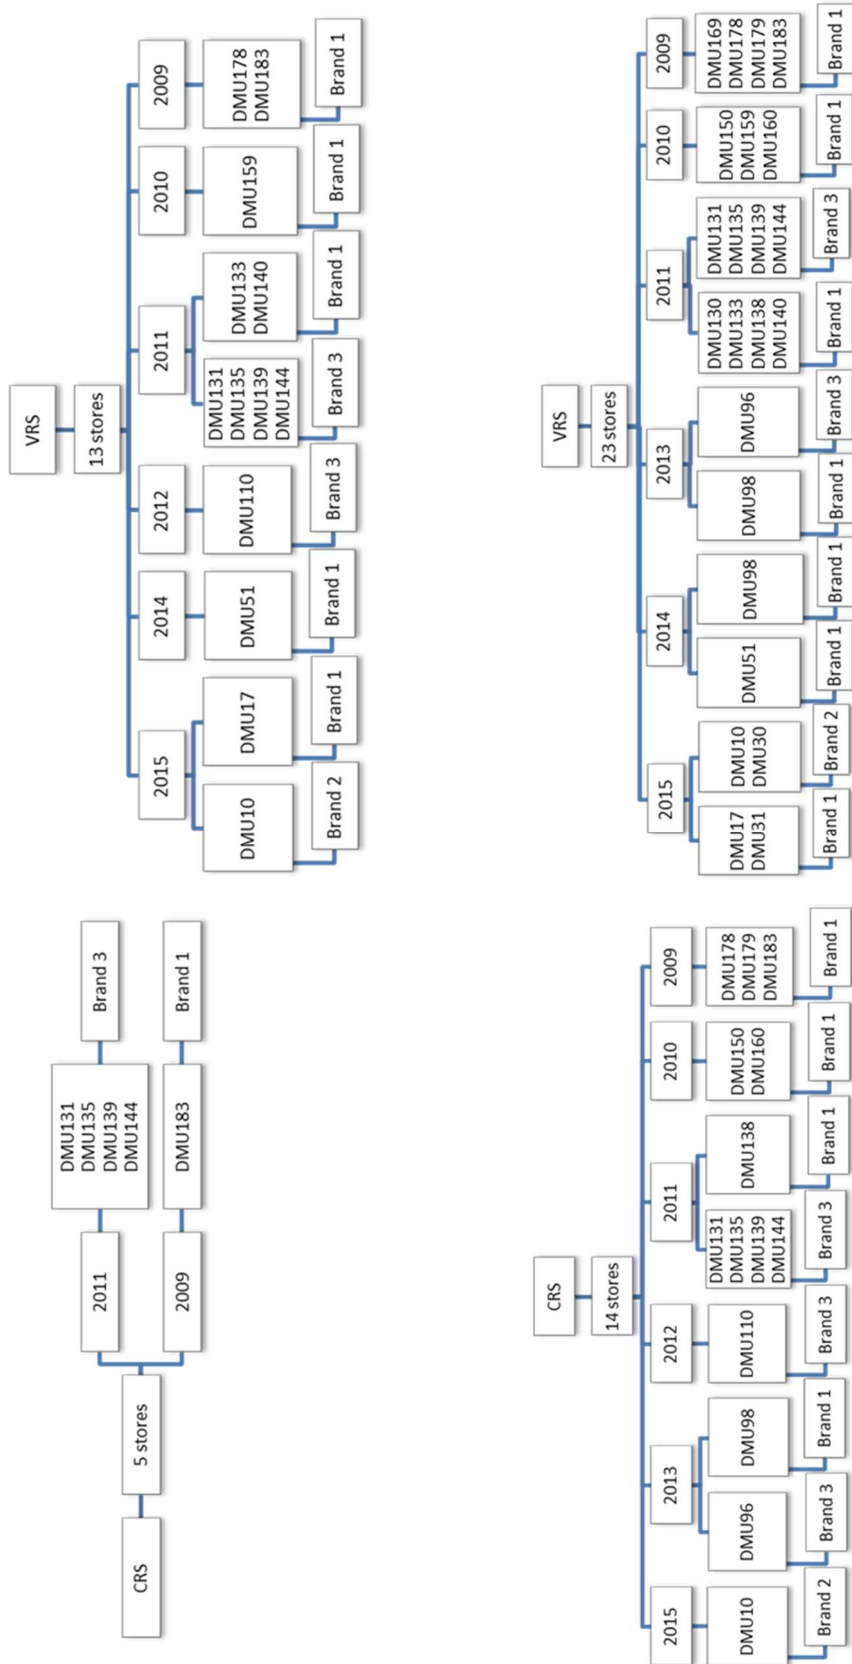 CRS
5 stores
2011
DMU131
DMU135
DMU139
DMU144
Brand 3
2009
DMU183
Brand 1
VRS
13 stores
2015
DMU10
Brand 2
DMU17
Brand 1
2014
DMU51
Brand 1
2012
DMU110
Brand 3
2011
DMU131
DMU135
DMU139
DMU144
Brand 3
DMU133
DMU140
Brand 1
2010
DMU159
Brand 1
2009
DMU178
DMU183
Brand 1
CRS
14 stores
2015
DMU10
Brand 2
2013
DMU96
Brand 3
DMU98
Brand 1
2012
DMU110
Brand 3
2011
DMU131
DMU135
DMU139
DMU144
Brand 3
DMU138
Brand 1
2010
DMU150
DMU160
Brand 1
2009
DMU178
DMU179
DMU183
Brand 1
VRS
23 stores
2015
DMU17
DMU31
Brand 1
DMU10
DMU30
Brand 2
2014
DMU51
Brand 1
DMU98
Brand 1
2013
DMU98
Brand 1
DMU96
Brand 3
2011
DMU130
DMU133
DMU138
DMU140
Brand 1
DMU131
DMU135
DMU139
DMU144
Brand 3
2010
DMU150
DMU159
DMU160
Brand 1
2009
DMU169
DMU178
DMU179
DMU183
Brand 1